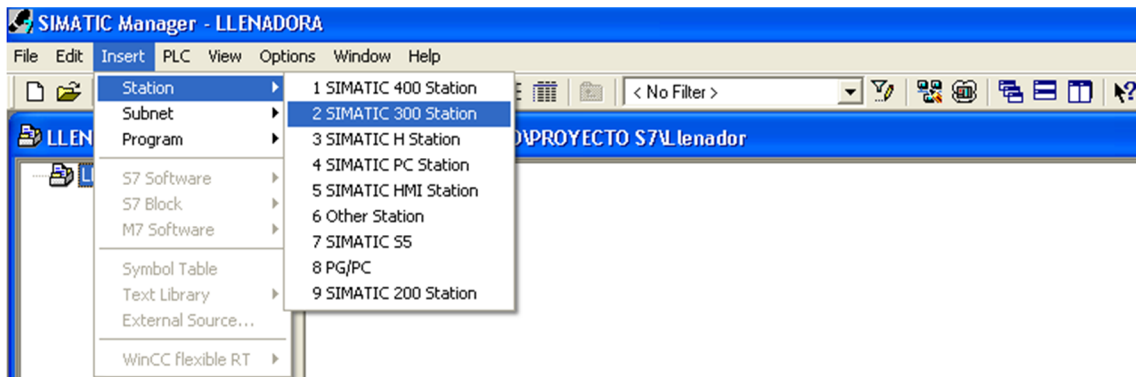 SIMATIC Manager - LLENADORA
File Edit Insert PLC View Options Window Help
< No Filter >
LLEN
\PROYECTO S7\Llenador
Station
Subnet
Program
S7 Software
S7 Block
M7 Software
Symbol Table
Text Library
External Source...
WinCC flexible RT
1 SIMATIC 400 Station
2 SIMATIC 300 Station
3 SIMATIC H Station
4 SIMATIC PC Station
5 SIMATIC HMI Station
6 Other Station
7 SIMATIC S5
8 PG/PC
9 SIMATIC 200 Station